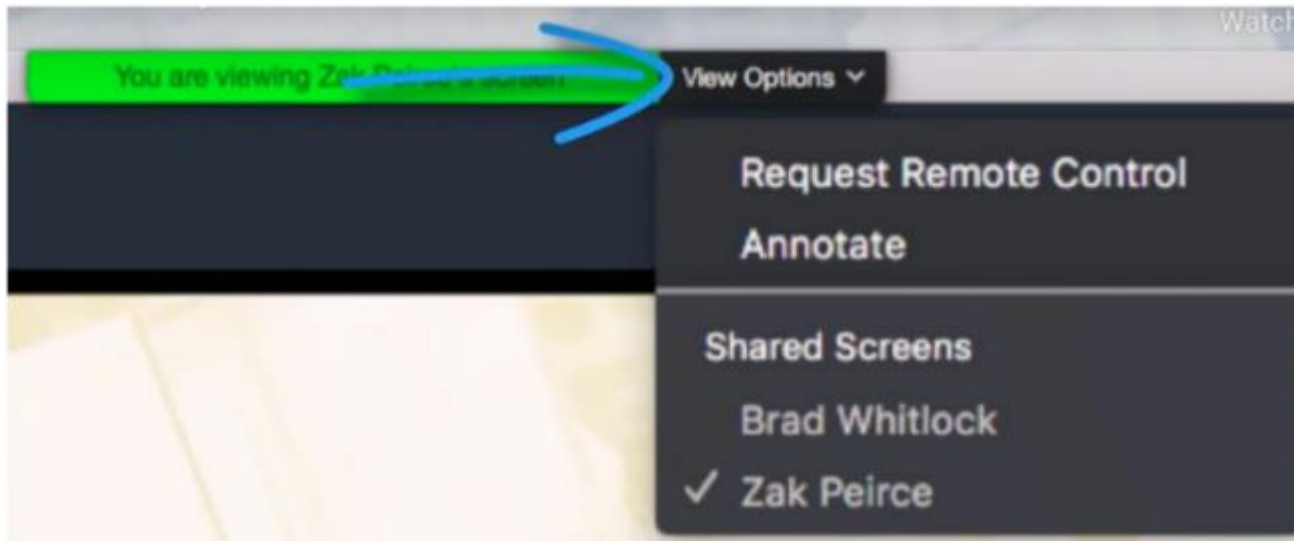 Watch
You are viewing Zak Peirce's screen
View Options
Request Remote Control
Annotate
Shared Screens
Brad Whitlock
Zak Peirce